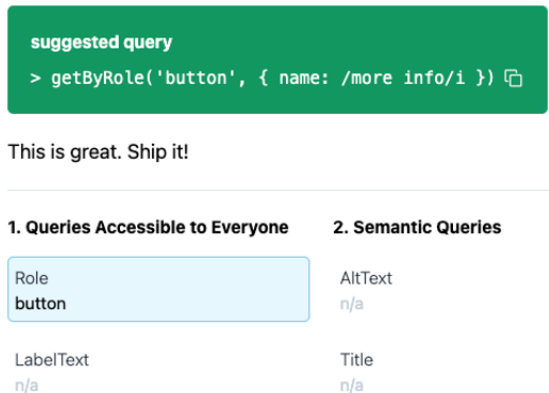 suggested query
> getByRole('button', { name: /more info/i })
This is great. Ship it!
1. Queries Accessible to Everyone
Role
button
LabelText
n/a
2. Semantic Queries
AltText
n/a
Title
n/a